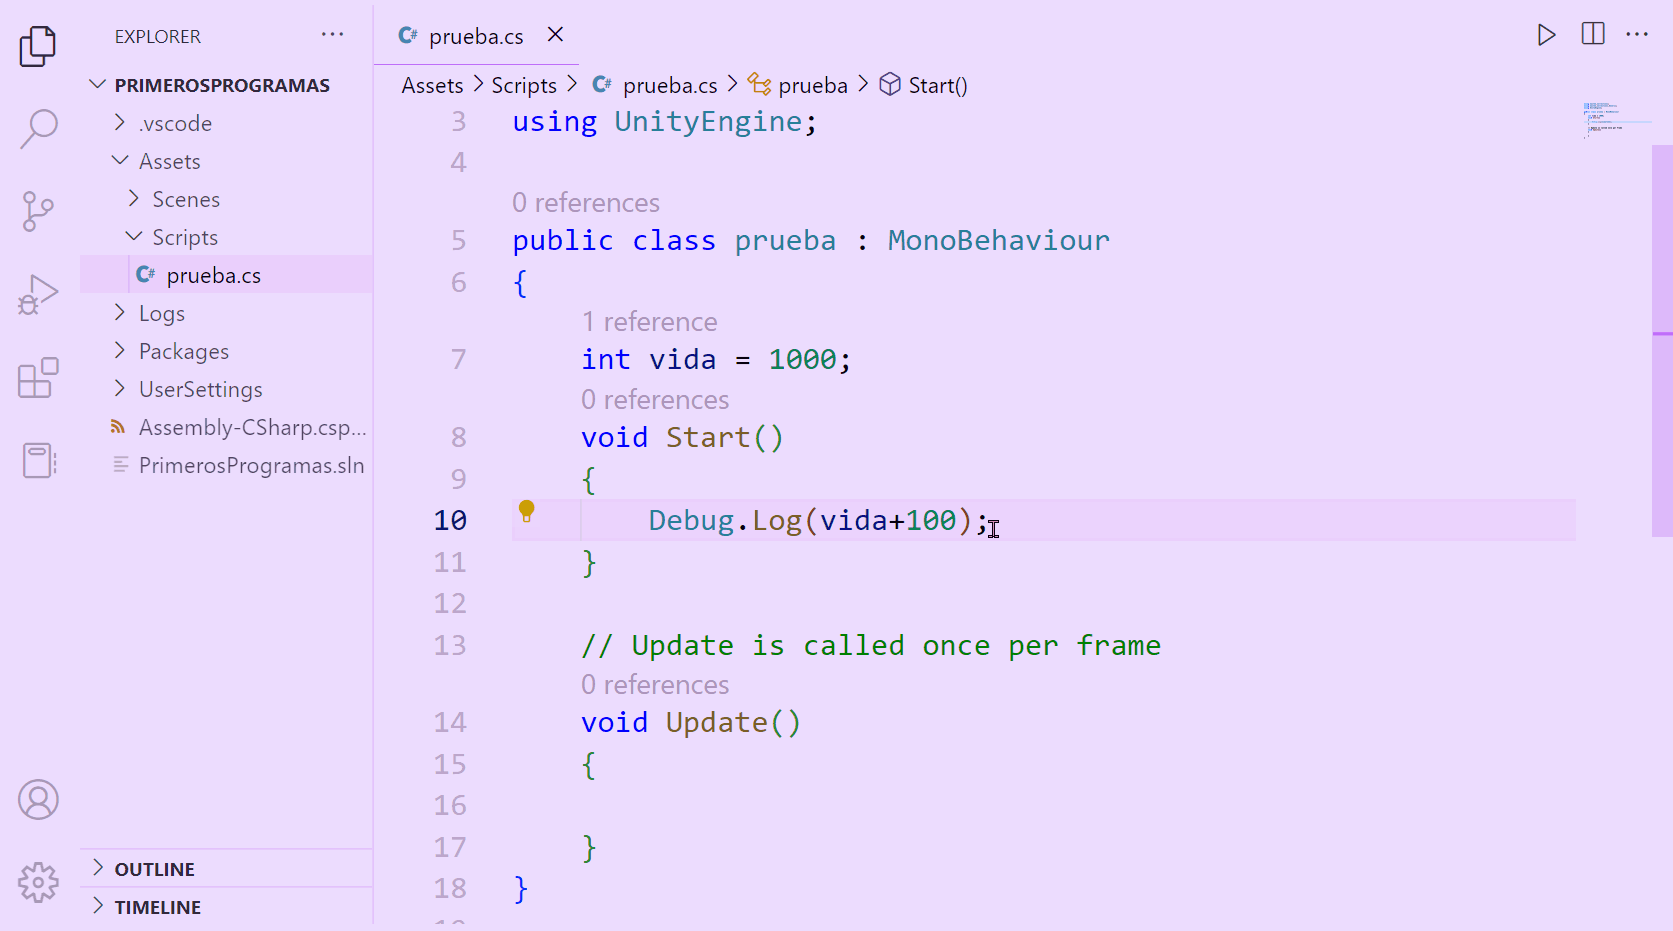 EXPLORER
PRIMEROSPROGRAMAS
.vscode
Assets
Scenes
Scripts
C# prueba.cs
Logs
Packages
UserSettings
Assembly-CSharp.csp...
PrimerosProgramas.sln
OUTLINE
TIMELINE
C# prueba.cs
Assets > Scripts > C# prueba.cs > prueba > Start()
3 using UnityEngine;
4
0 references
5 public class prueba : MonoBehaviour
6 {
1 reference
7 int vida = 1000;
0 references
8 void Start()
9 {
10 Debug.Log(vida+100);
11 }
12
13 // Update is called once per frame
0 references
14 void Update()
15 {
16
17 }
18 }